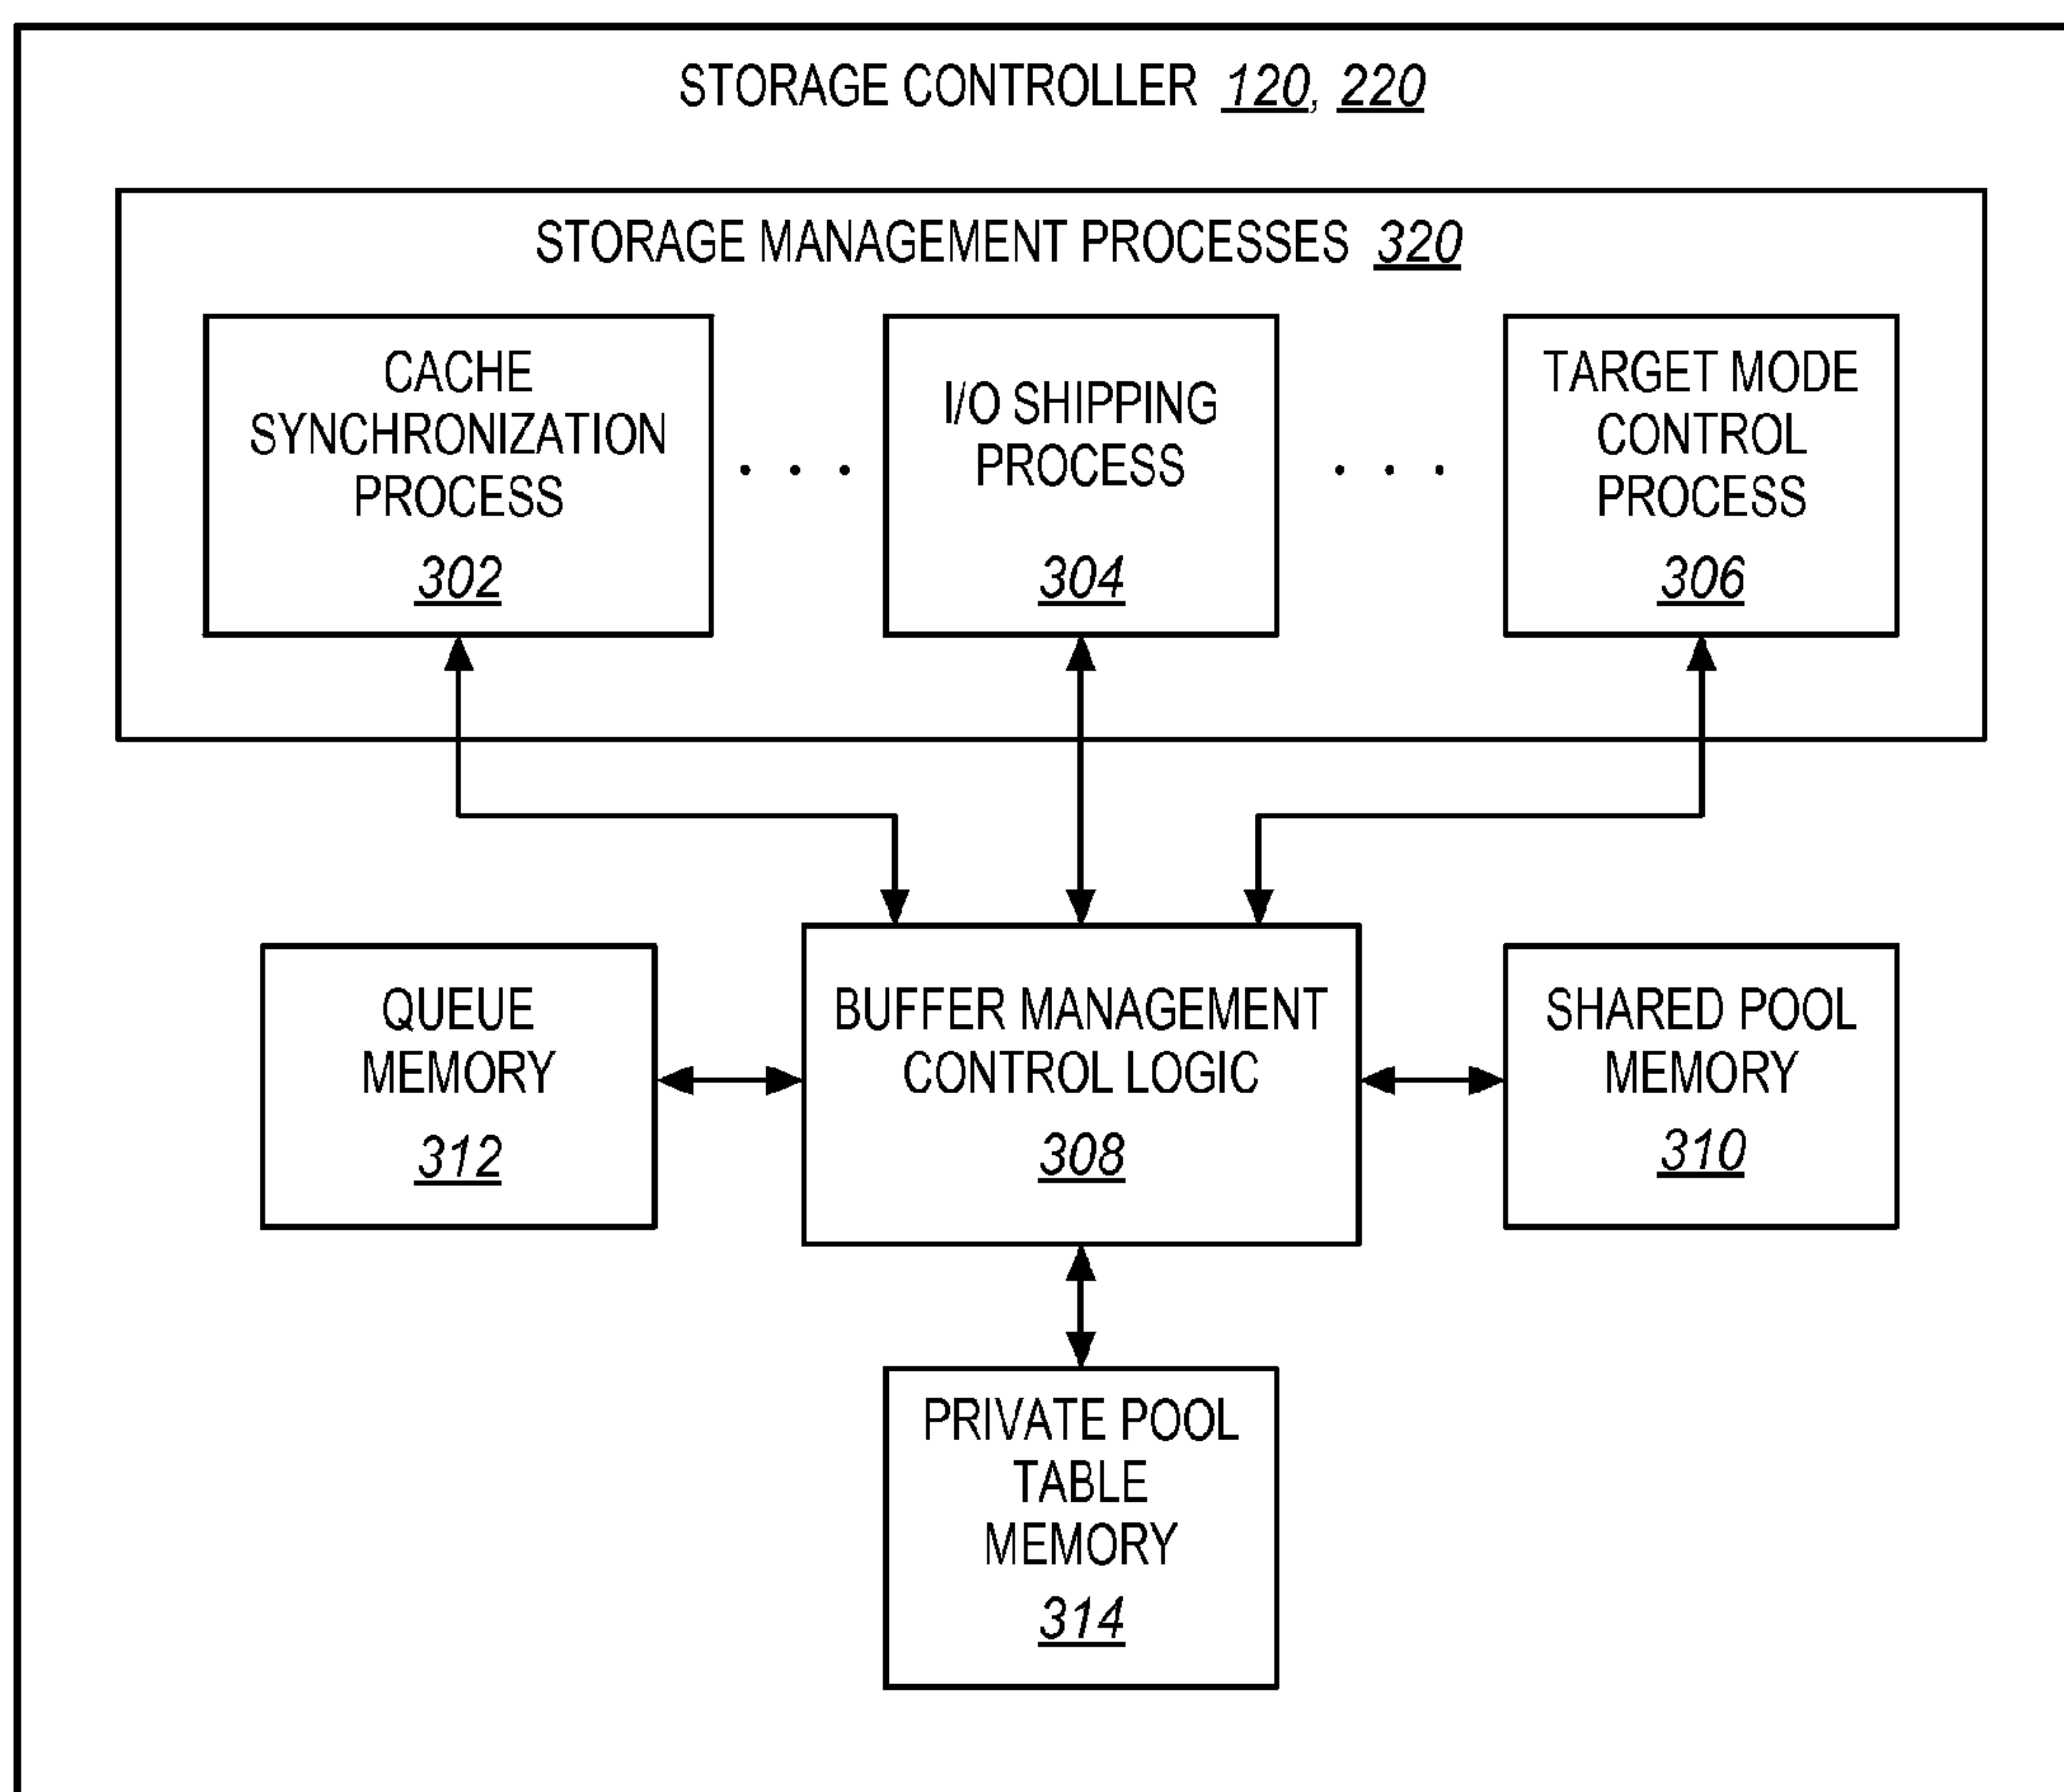 STORAGE CONTROLLER 120, 220
STORAGE MANAGEMENT PROCESSES 320
CACHE
SYNCHRONIZATION
PROCESS
302
. . .
I/O SHIPPING
PROCESS
304
. . .
TARGET MODE
CONTROL
PROCESS
306
QUEUE
MEMORY
312
BUFFER MANAGEMENT
CONTROL LOGIC
308
SHARED POOL
MEMORY
310
PRIVATE POOL
TABLE
MEMORY
314